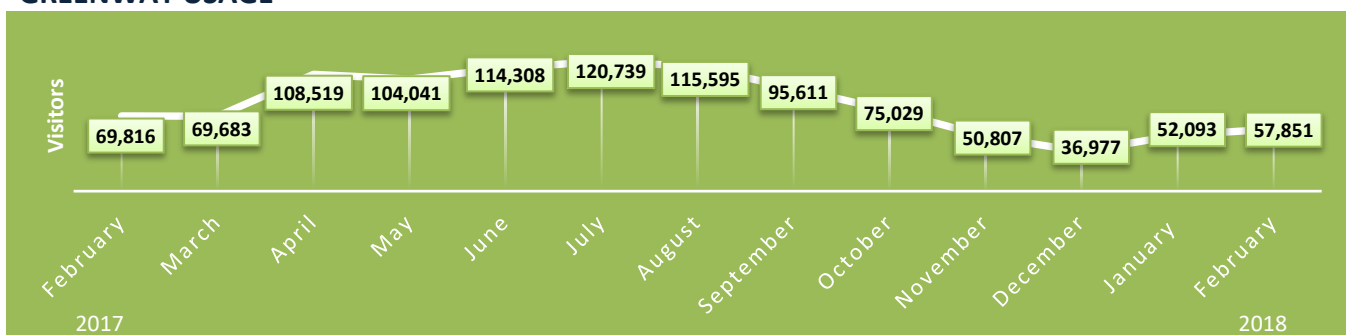 GREENWAY USAGE
Visitors
69,816
69,683
108,519
104,041
114,308
120,739
115,595
95,611
75,029
50,807
36,977
52,093
57,851
February
March
April
May
June
July
August
September
October
November
December
January
February
2017
2018